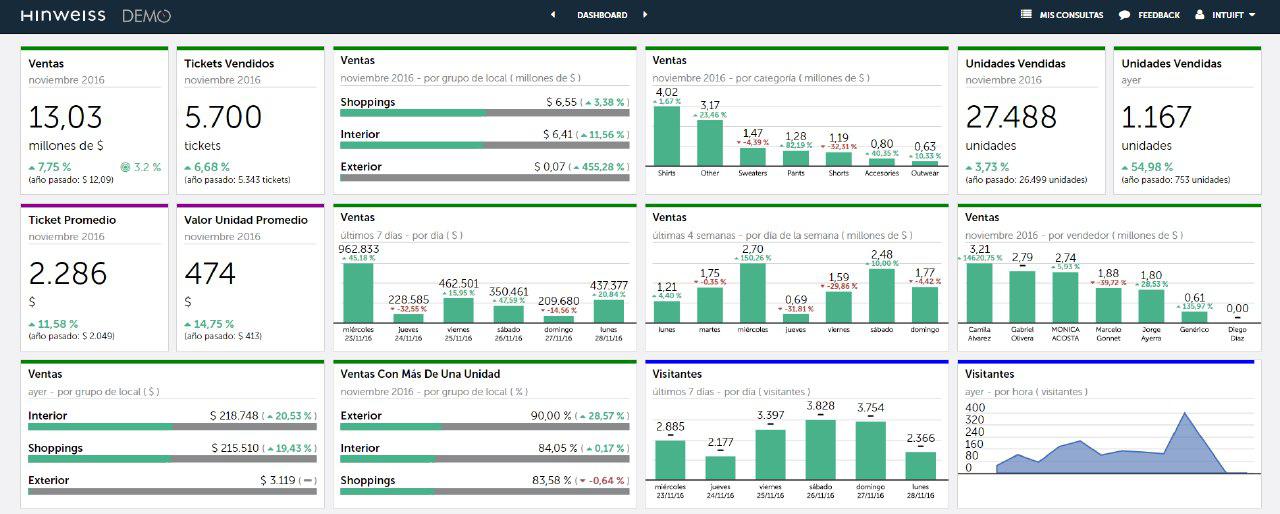 HINWEISS DEMO
DASHBOARD
MIS CONSULTAS
FEEDBACK
INTUIFT
Ventas
noviembre 2016
13,03
millones de $
7,75 %
3.2 %
(año pasado: $ 12,09)
Tickets Vendidos
noviembre 2016
5.700
tickets
6,68 %
(año pasado: 5.343 tickets)
Ventas
noviembre 2016 - por grupo de local ( millones de $ )
Shoppings $ 6,55 ( 3,38 % )
Interior $ 6,41 ( 11,56 % )
Exterior $ 0,07 ( 455,28 % )
Ventas
noviembre 2016 - por categoría ( millones de $ )
4,02 3,17 1,47 1,28 1,19 0,80 0,63
1,67 % 23,46 % -4,39 % 82,19 % -32,31 % 40,35 % 10,33 %
Shirts Other Sweaters Pants Shorts Accesories Outwear
Unidades Vendidas
noviembre 2016
27.488
unidades
3,73 %
(año pasado: 26.499 unidades)
Unidades Vendidas
ayer
1.167
unidades
54,98 %
(año pasado: 753 unidades)
Ticket Promedio
noviembre 2016
2.286
$
11,58 %
(año pasado: $ 2.049)
Valor Unidad Promedio
noviembre 2016
474
$
14,75 %
(año pasado: $ 413)
Ventas
últimos 7 días - por día ( $ )
962.833 228.585 462.501 350.461 209.680 437.377
45,18 % -32,55 % 15,95 % 47,59 % -14,56 % 20,84 %
miércoles jueves viernes sábado domingo lunes
23/11/16 24/11/16 25/11/16 26/11/16 27/11/16 28/11/16
Ventas
últimas 4 semanas - por día de la semana ( millones de $ )
1,21 1,75 2,70 0,69 1,59 2,48 1,77
4,40 % -0,35 % 150,26 % -31,81 % -29,86 % 10,00 % -4,42 %
lunes martes miércoles jueves viernes sábado domingo
Ventas
noviembre 2016 - por vendedor ( millones de $ )
3,21 2,79 2,74 1,88 1,80 0,61 0,00
14620,75 % 5,93 % -39,72 % 28,53 % 135,97 %
Camila Gabriel MONICA Marcelo Jorge Genérico Diego
Alvarez Olivera ACOSTA Gonnet Ayerra Díaz
Ventas
ayer - por grupo de local ( $ )
Interior $ 218.748 ( 20,53 % )
Shoppings $ 215.510 ( 19,43 % )
Exterior $ 3.119 ( — )
Ventas Con Más De Una Unidad
noviembre 2016 - por grupo de local ( % )
Exterior 90,00 % ( 28,57 % )
Interior 84,05 % ( 0,17 % )
Shoppings 83,58 % ( -0,64 % )
Visitantes
últimos 7 días - por día ( visitantes )
2.885 2.177 3.397 3.828 3.754 2.366
miércoles jueves viernes sábado domingo lunes
23/11/16 24/11/16 25/11/16 26/11/16 27/11/16 28/11/16
Visitantes
ayer - por hora ( visitantes )
400
320
240
160
80
0